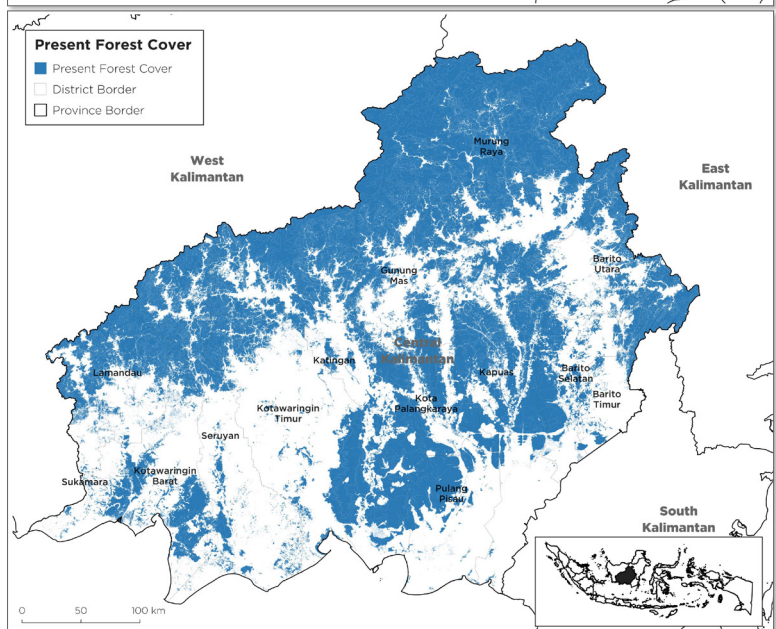 Present Forest Cover
Present Forest Cover
District Border
Province Border
West
Kalimantan
East
Kalimantan
Murung
Raya
Barito
Utara
Gunung
Mas
Central
Kalimantan
Katingan
Lamandau
Kapuas
Barito
Selatan
Barito
Timur
Kota
Palangkaraya
Kotawaringin
Timur
Seruyan
Kotawaringin
Barat
Sukamara
Pulang
Pisau
South
Kalimantan
0 50 100 km